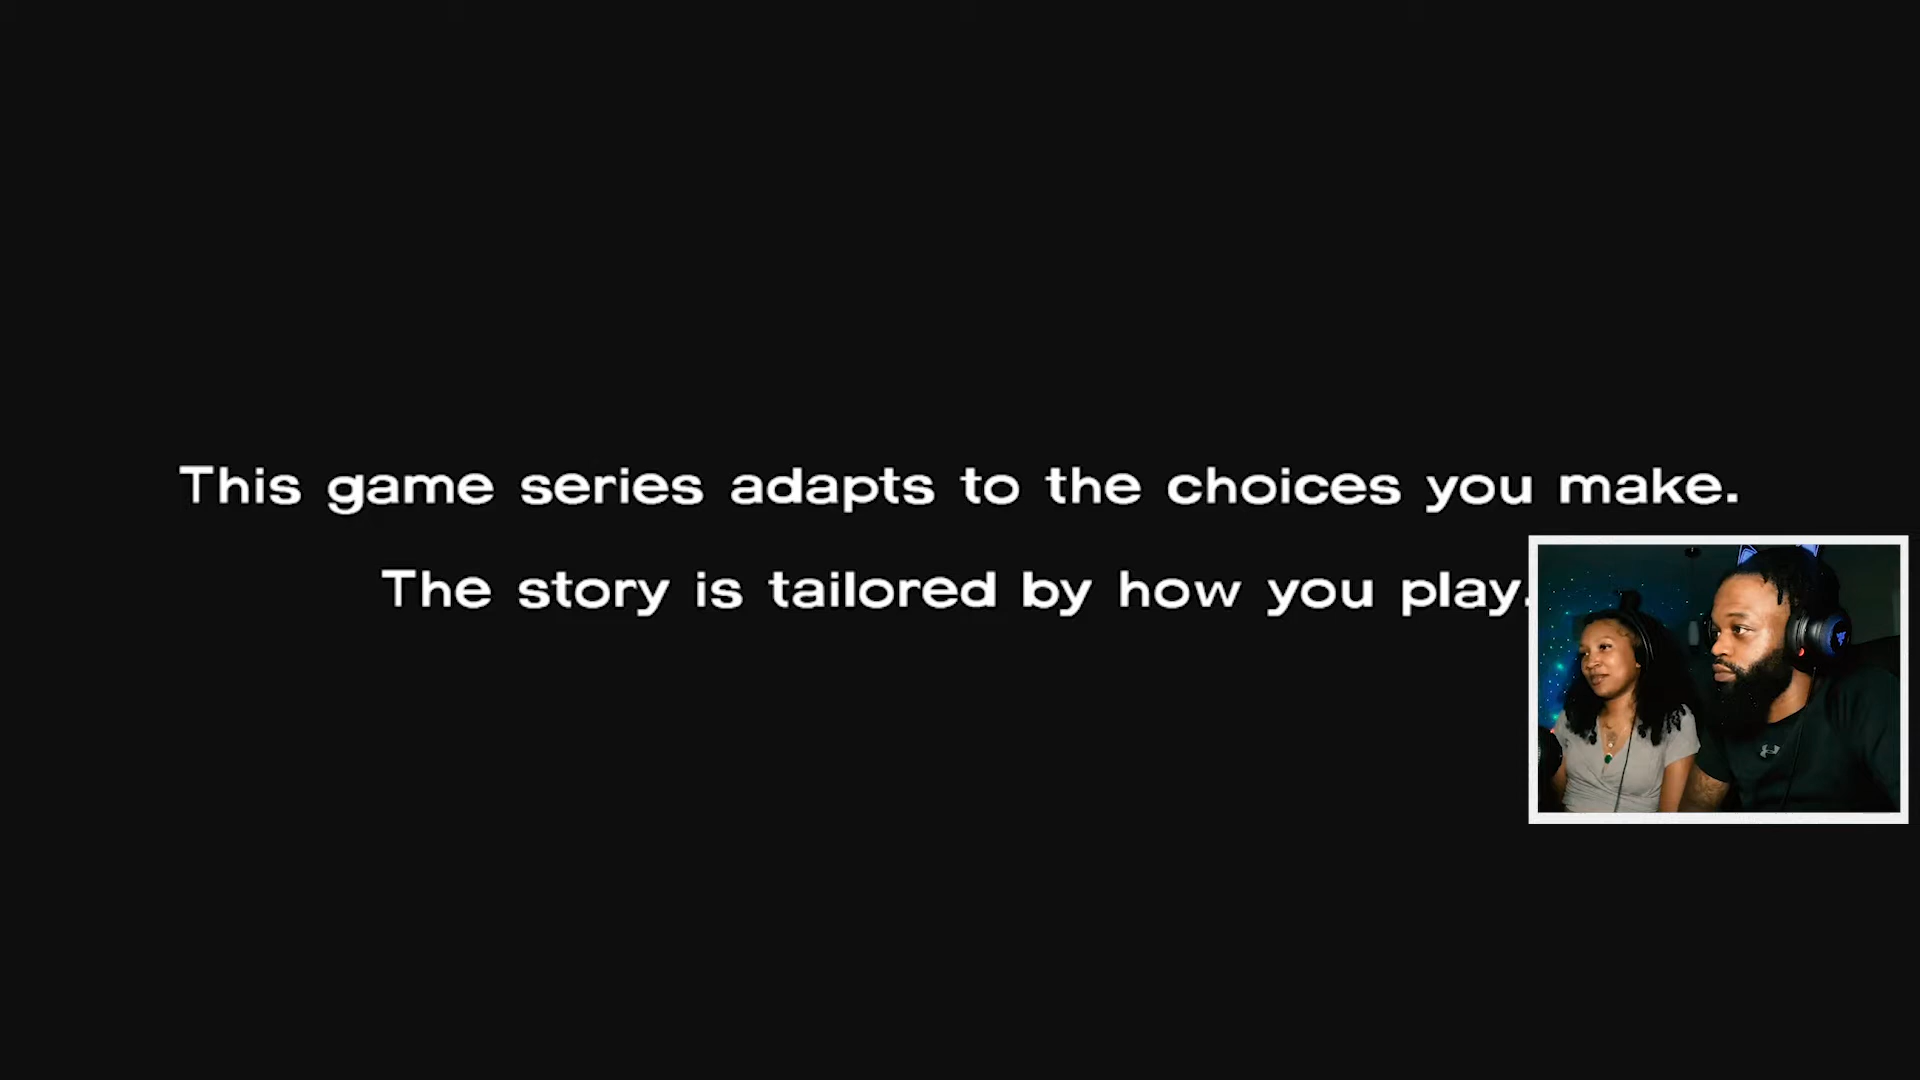 This game series adapts to the choices you make.
The story is tailored by how you play.